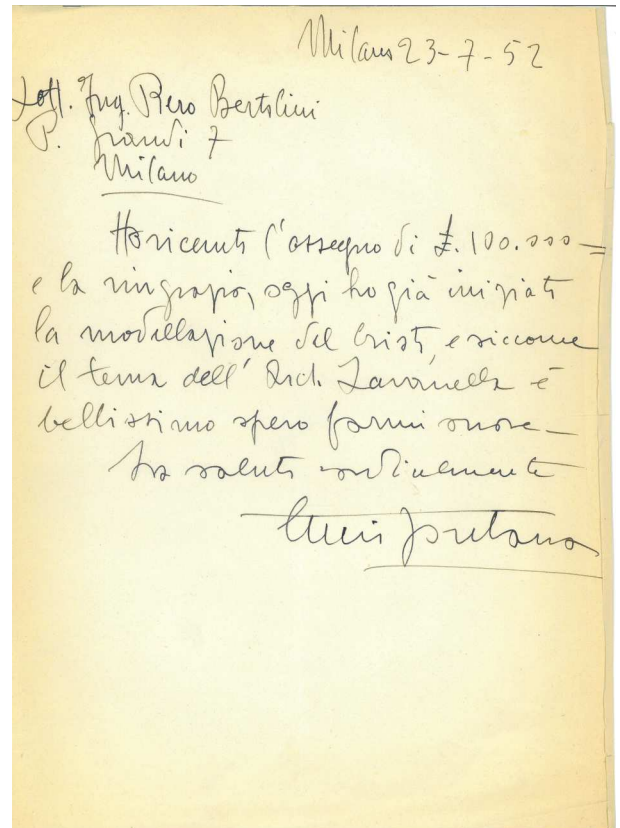 Milano 23-7-52
Dott. Ing. Piero Bertolini
P. Grandi 7
Milano
Ho ricevuto l'assegno di £. 100.000=
e la ringrazio, oggi ho già iniziato
la modellazione del Cristo, e siccome
il tema dell' Arch. Zavanella è
bellissimo spero farmi onore—
La saluto cordialmente
Lucio Fontana